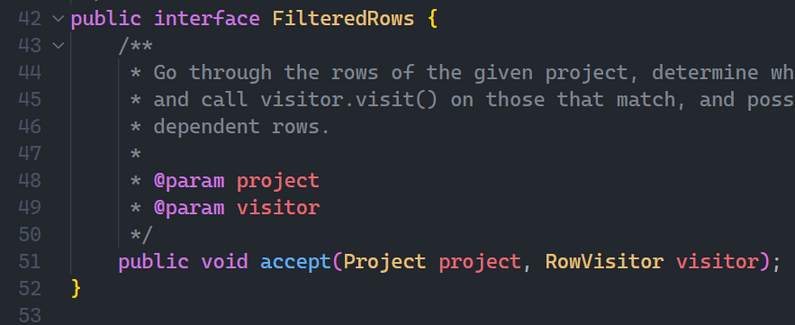 42 public interface FilteredRows {
43 /**
44 * Go through the rows of the given project, determine wh
45 * and call visitor.visit() on those that match, and poss
46 * dependent rows.
47 *
48 * @param project
49 * @param visitor
50 */
51 public void accept(Project project, RowVisitor visitor);
52 }
53